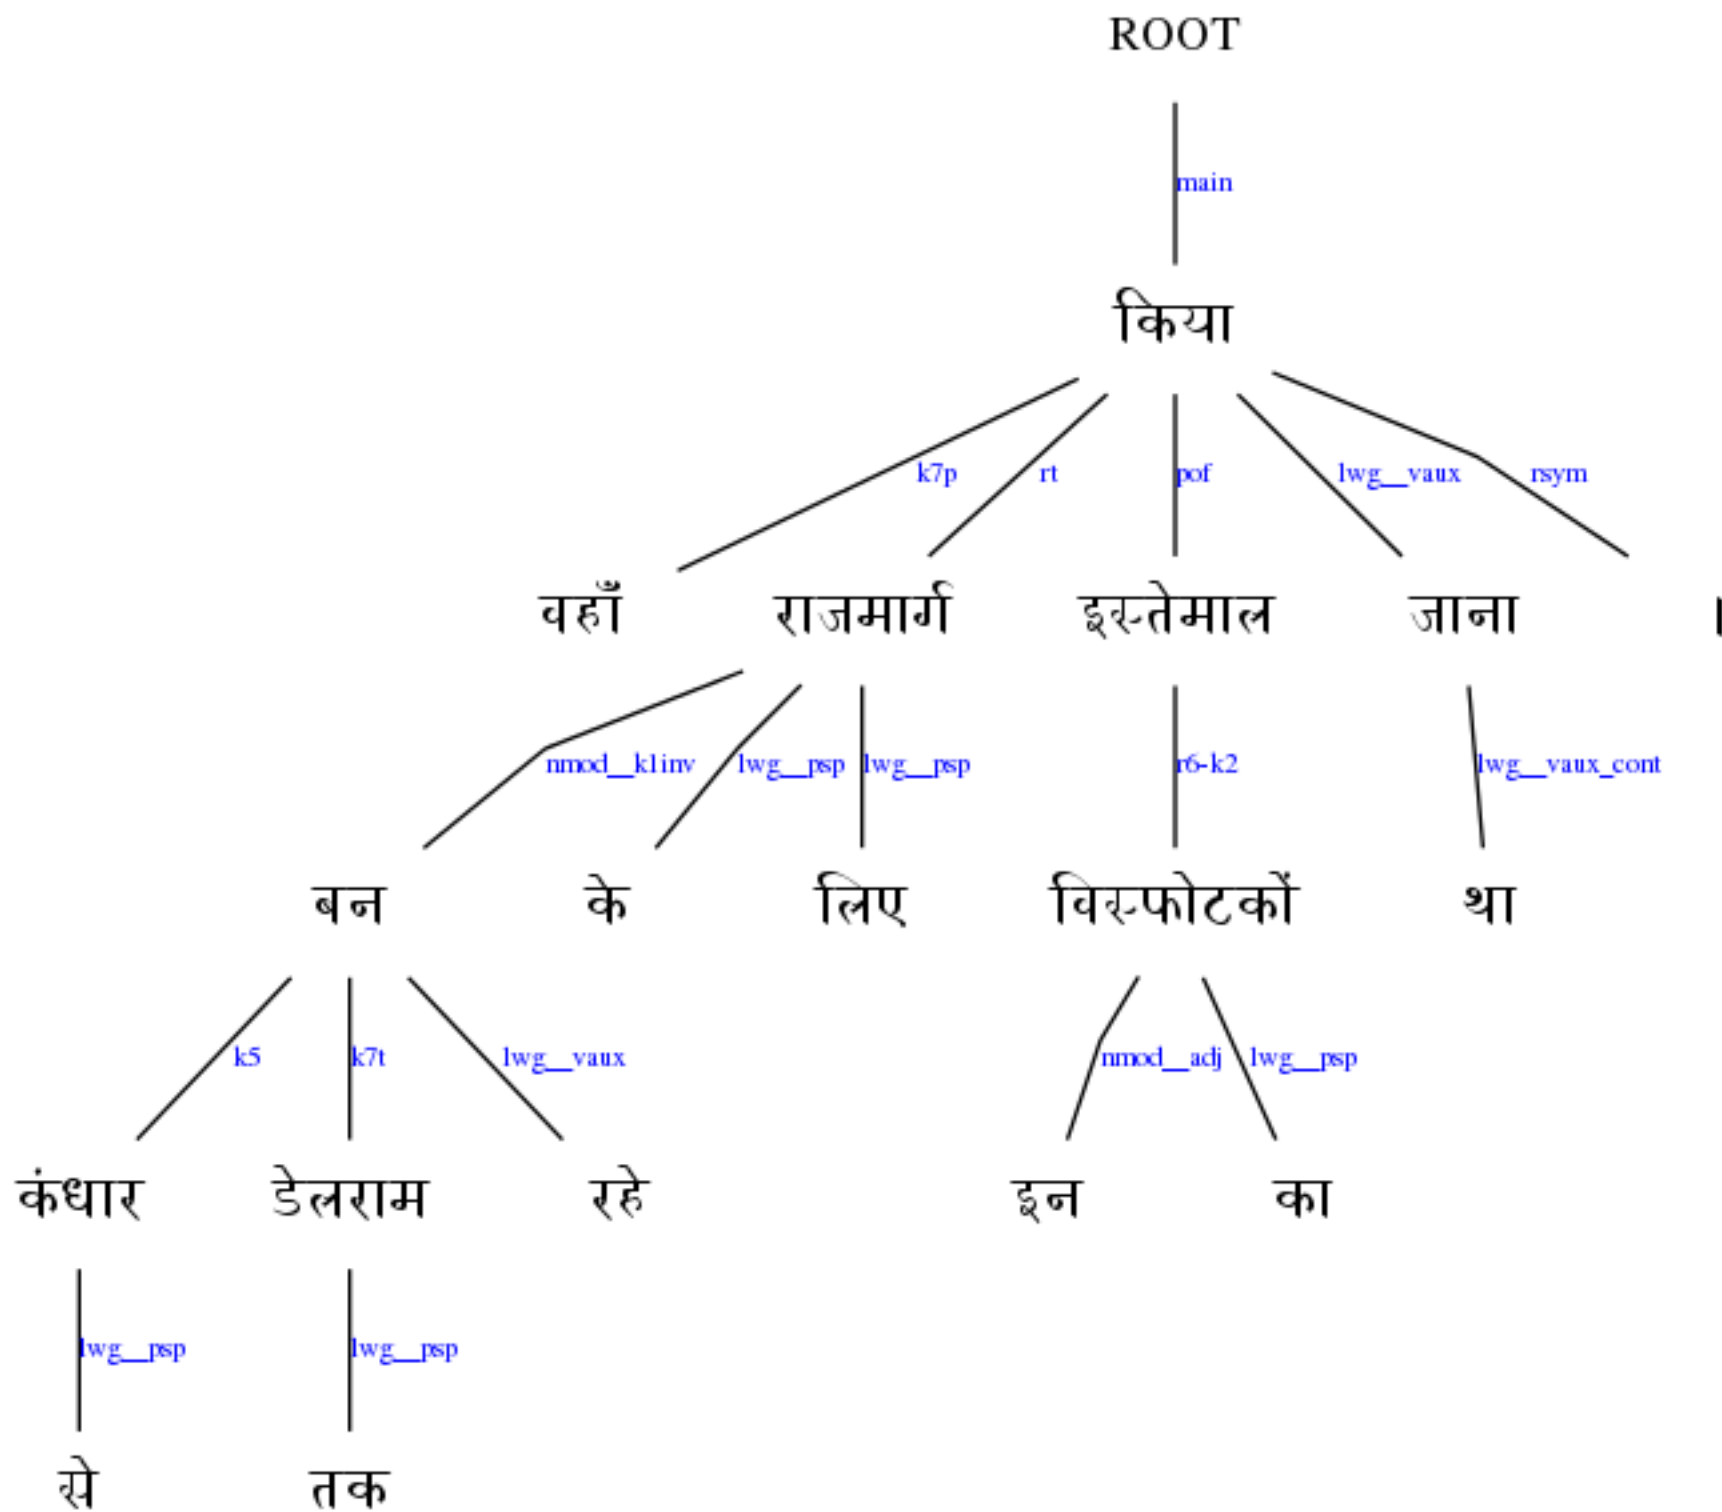 ROOT
main
किया
k7p rt pof lwg__vaux rsym
वहाँ राजमार्ग इस्तेमाल जाना ।
nmod__k1inv lwg__psp lwg__psp r6-k2 lwg__vaux_cont
बन के लिए विस्फोटकों था
k5 k7t lwg__vaux nmod__adj lwg__psp
कंधार डेलराम रहे इन का
lwg__psp lwg__psp
से तक